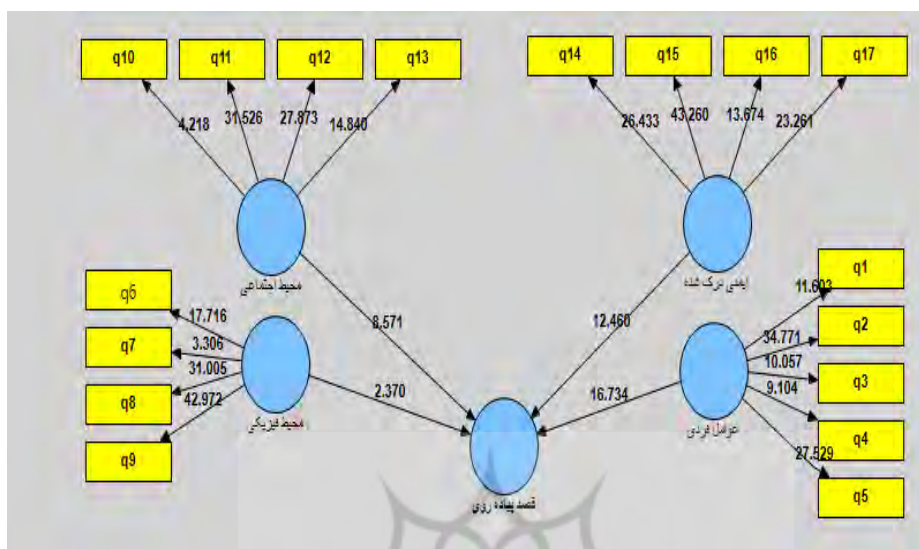 q10 q11 q12 q13 q14 q15 q16 q17
4.218 31.526 27.873 14.840 26.433 43.260 13.674 23.261
محیط اجتماعی
ایمنی درک شده
q1
11.603
q2
34.771
q3
10.057
q4
9.104
q5
27.529
عوامل فردی
q6
17.716
q7
3.306
q8
31.005
q9
42.972
محیط فیزیکی
8.571
12.460
2.370
16.734
قصد پیاده روی